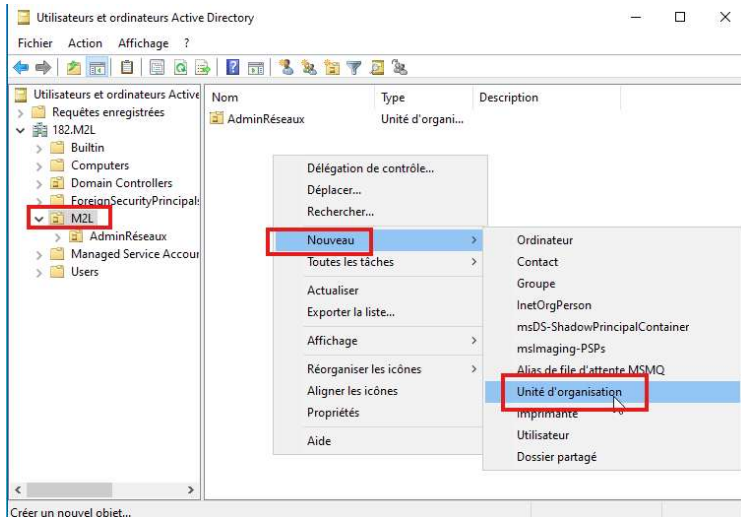 Utilisateurs et ordinateurs Active Directory
Fichier Action Affichage ?
Utilisateurs et ordinateurs Active
Requêtes enregistrées
182.M2L
Builtin
Computers
Domain Controllers
ForeignSecurityPrincipals
M2L
AdminRéseaux
Managed Service Accour
Users
Nom Type Description
AdminRéseaux Unité d'organi...
Délégation de contrôle...
Déplacer...
Rechercher...
Nouveau
Toutes les tâches
Actualiser
Exporter la liste...
Affichage
Réorganiser les icônes
Aligner les icônes
Propriétés
Aide
Ordinateur
Contact
Groupe
InetOrgPerson
msDS-ShadowPrincipalContainer
msImaging-PSPs
Alias de file d'attente MSMQ
Unité d'organisation
Imprimante
Utilisateur
Dossier partagé
Créer un nouvel objet...